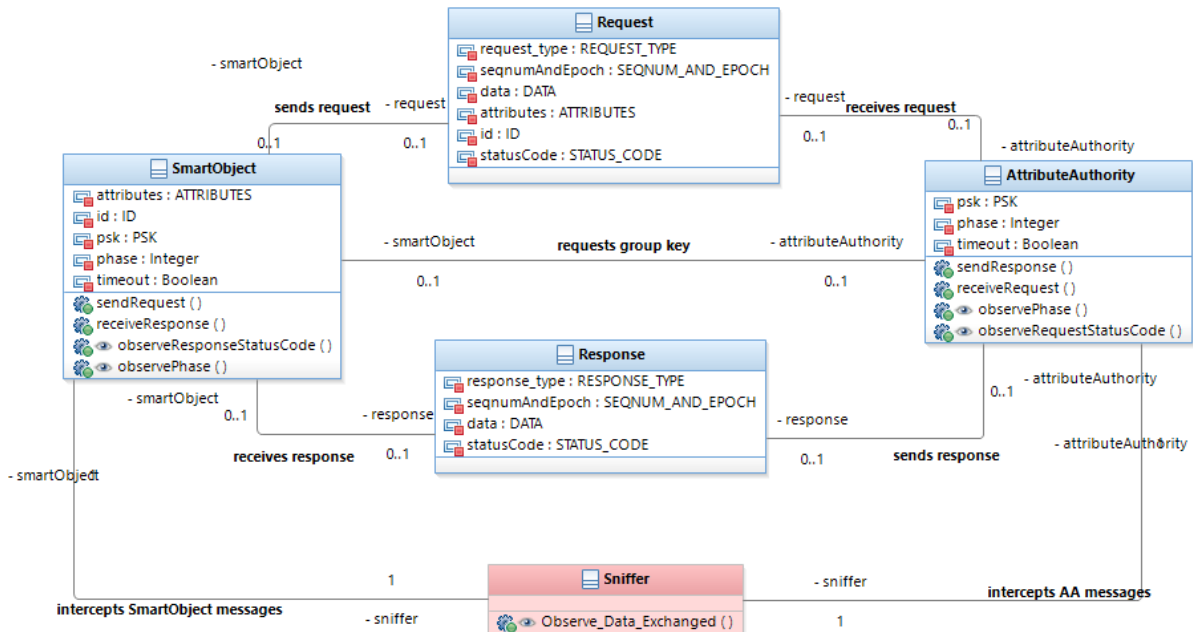 Request
request_type : REQUEST_TYPE
seqnumAndEpoch : SEQNUM_AND_EPOCH
data : DATA
attributes : ATTRIBUTES
id : ID
statusCode : STATUS_CODE
- smartObject
sends request
- request
0..1
0..1
- request
receives request
0..1
0..1
- attributeAuthority
SmartObject
attributes : ATTRIBUTES
id : ID
psk : PSK
phase : Integer
timeout : Boolean
sendRequest ( )
receiveResponse ( )
observeResponseStatusCode ( )
observePhase ( )
- smartObject
requests group key
- attributeAuthority
0..1
0..1
AttributeAuthority
psk : PSK
phase : Integer
timeout : Boolean
sendResponse ( )
receiveRequest ( )
observePhase ( )
observeRequestStatusCode ( )
Response
response_type : RESPONSE_TYPE
seqnumAndEpoch : SEQNUM_AND_EPOCH
data : DATA
statusCode : STATUS_CODE
- smartObject
0..1
- response
receives response
0..1
- response
0..1
sends response
0..1
- attributeAuthority
- attributeAuthority
- smartObject
1
intercepts SmartObject messages
- sniffer
Sniffer
Observe_Data_Exchanged ( )
- sniffer
intercepts AA messages
1